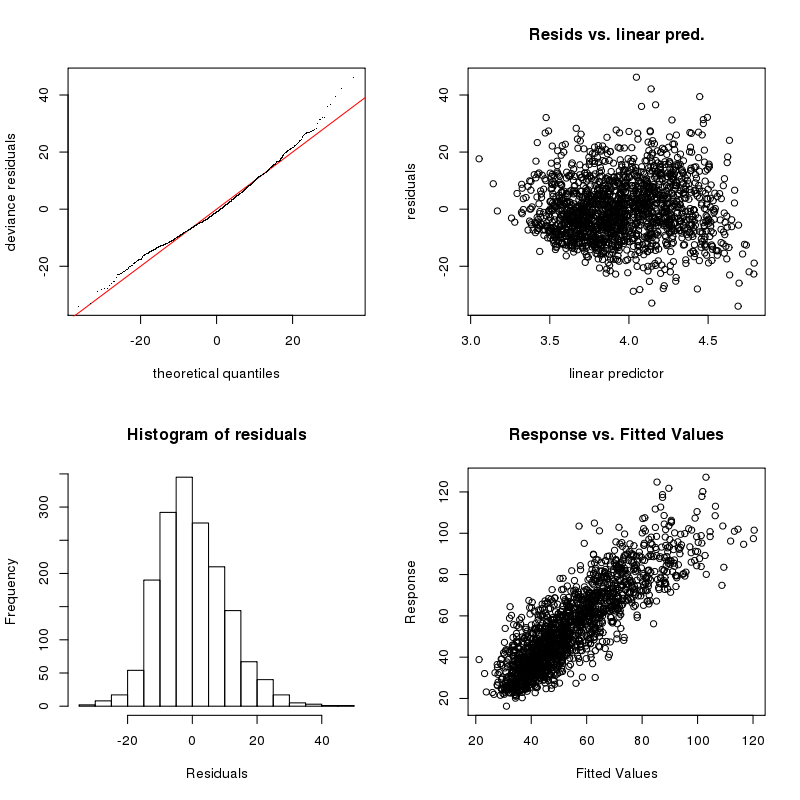 deviance residuals
-20 0 20 40
-20 0 20
theoretical quantiles
Resids vs. linear pred.
residuals
-20 0 20 40
3.0 3.5 4.0 4.5
linear predictor
Histogram of residuals
Frequency
0 50 100 200 300
-20 0 20 40
Residuals
Response vs. Fitted Values
Response
20 40 60 80 100 120
20 40 60 80 100 120
Fitted Values